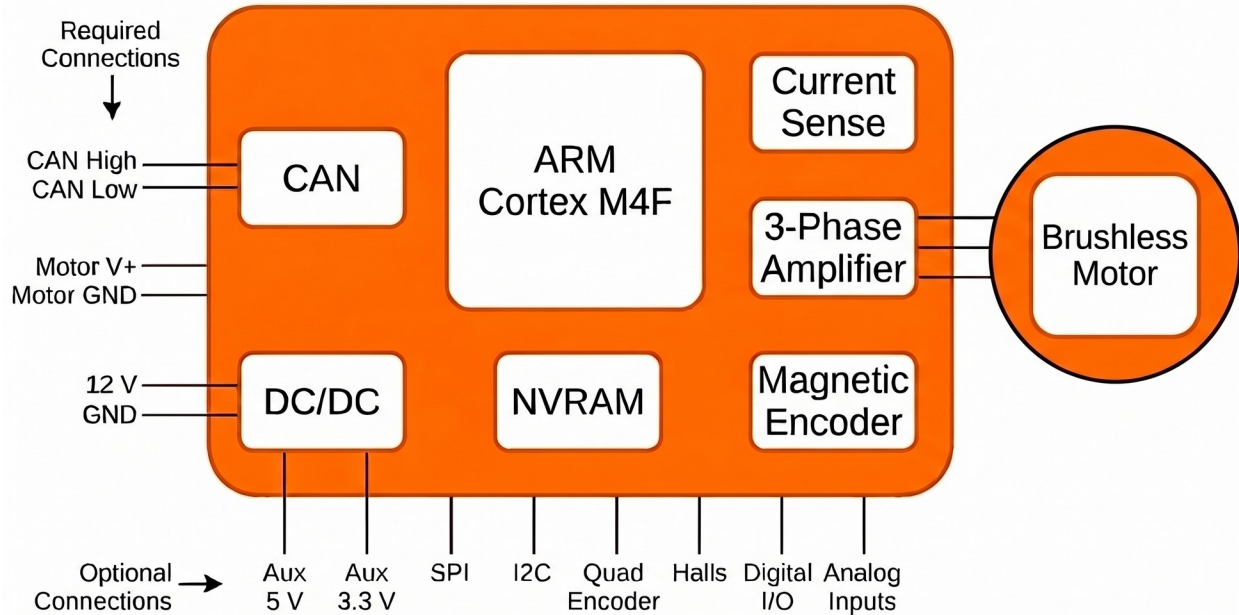 Required
Connections
CAN High
CAN Low
Motor V+
Motor GND
12 V
GND
CAN
ARM
Cortex M4F
Current
Sense
3-Phase
Amplifier
Brushless
Motor
DC/DC
NVRAM
Magnetic
Encoder
Optional
Connections
Aux
5 V
Aux
3.3 V
SPI
I2C
Quad
Encoder
Halls
Digital
I/O
Analog
Inputs